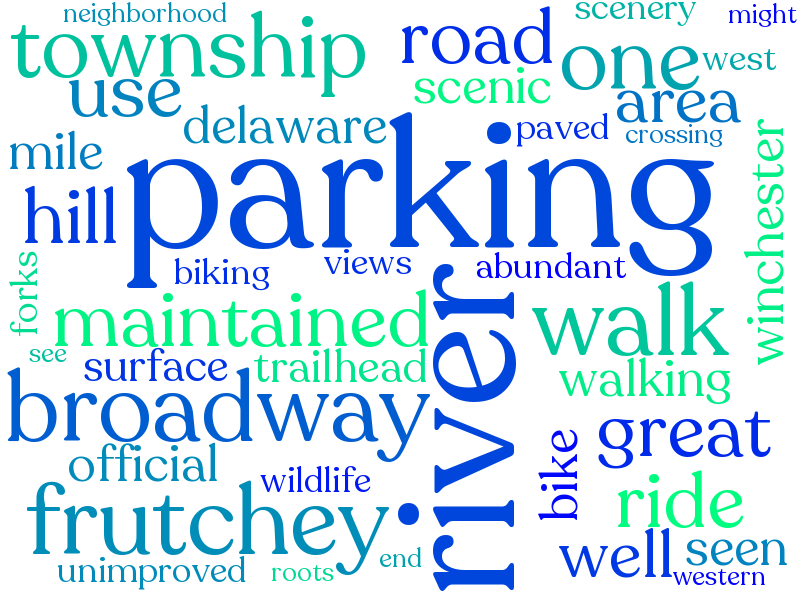 neighborhood
scenery
might
township
road
one
west
use
scenic
area
delaware
paved
crossing
mile
parking
winchester
hill
biking
views
abundant
forks
maintained
river
walk
see
surface
trailhead
walking
broadway
great
official
wildlife
bike
ride
frutchey
well
seen
unimproved
roots
end
western